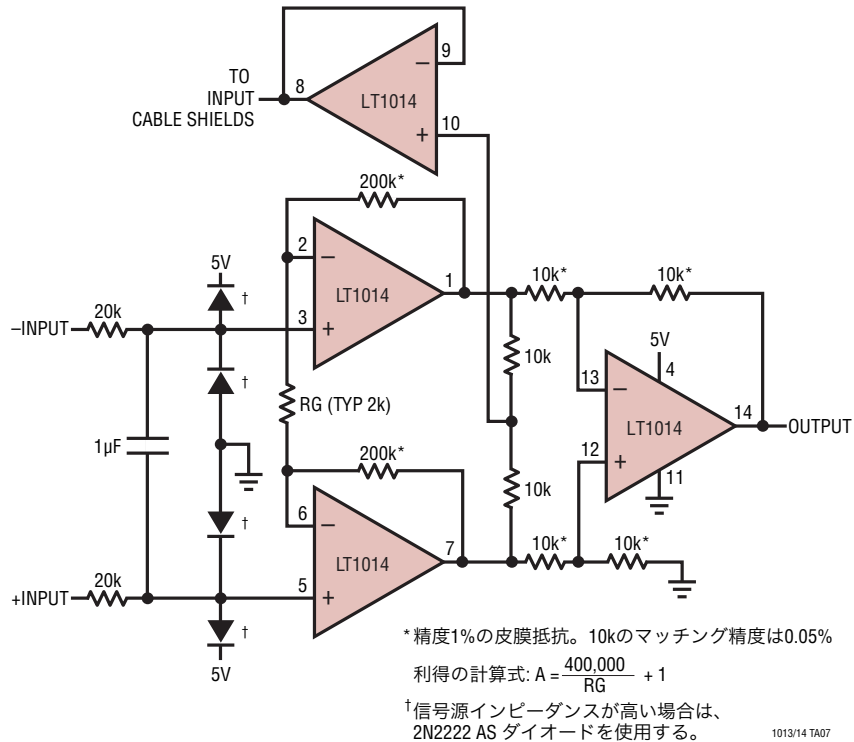 9
TO
INPUT
CABLE SHIELDS
8
LT1014
10
200k*
2
1
5V
†
LT1014
10k*
10k*
20k
–INPUT
3
10k
5V
4
†
RG (TYP 2k)
13
14
1µF
LT1014
OUTPUT
200k*
12
11
10k
†
6
7
LT1014
10k*
10k*
20k
+INPUT
5
†
5V
*精度1%の皮膜抵抗。10kのマッチング精度は0.05%
利得の計算式: A = 400,000 / RG + 1
†信号源インピーダンスが高い場合は、
2N2222 AS ダイオードを使用する。
1013/14 TA07